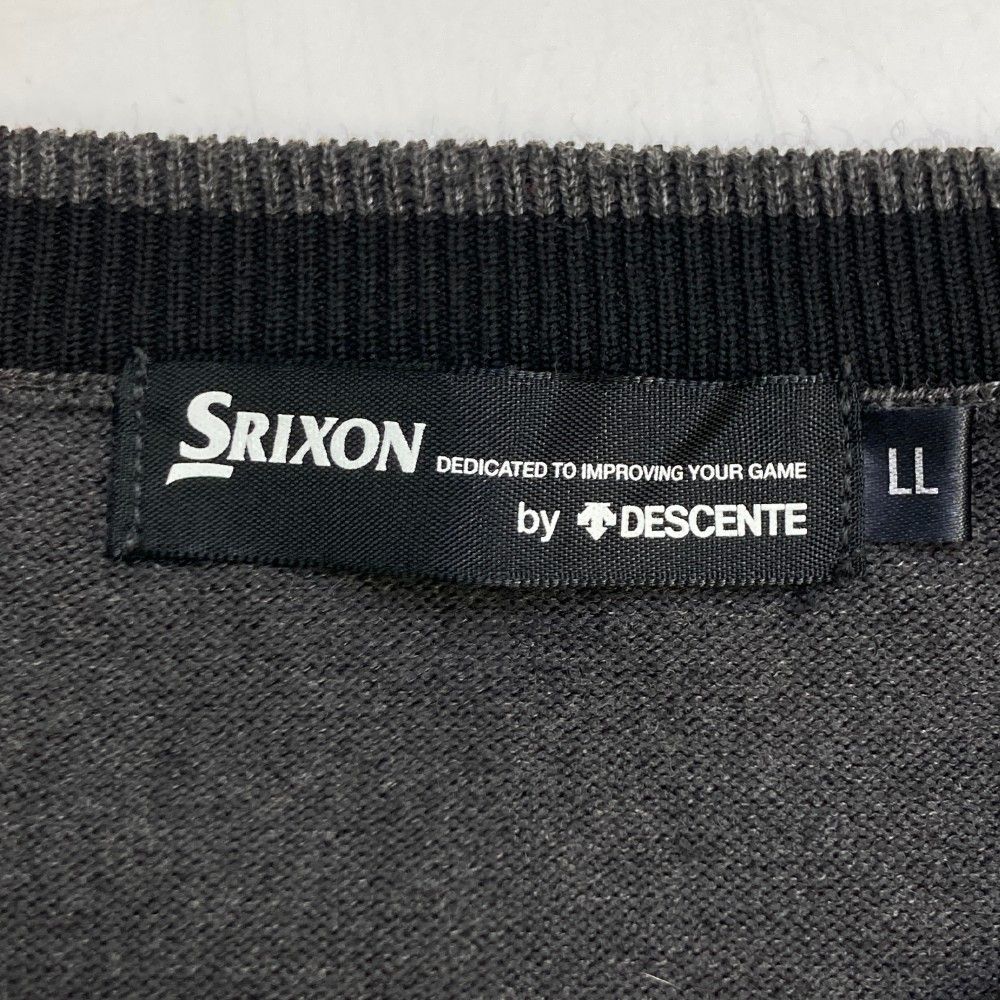 SRIXON DEDICATED TO IMPROVING YOUR GAME
by DESCENTE
LL